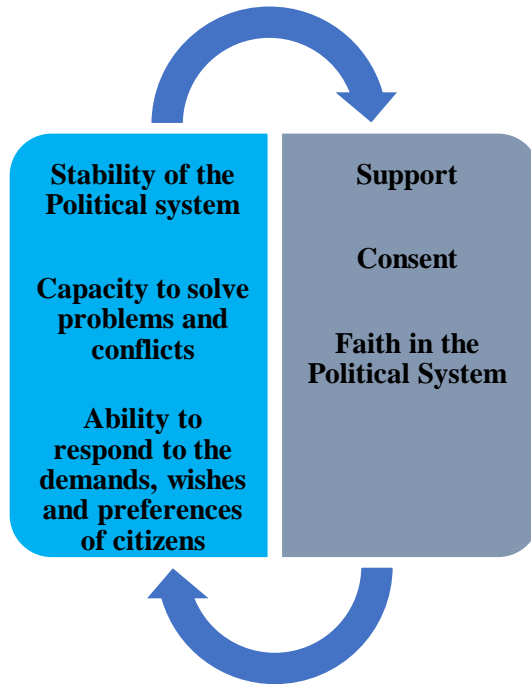 Stability of the
Political system
Capacity to solve
problems and
conflicts
Ability to
respond to the
demands, wishes
and preferences
of citizens
Support
Consent
Faith in the
Political System